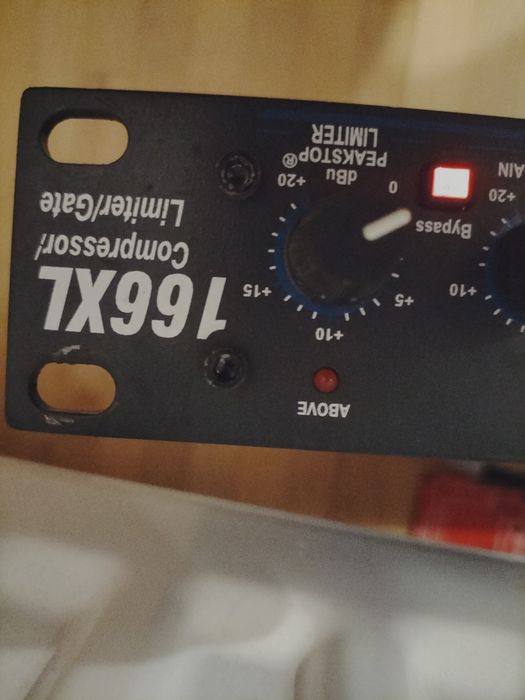 ABOVE
166XL
Compressor/
Limiter/Gate
+10
+5
+15
0
+20
dBu
PEAKSTOP®
LIMITER
Bypass
+10
+20
AIN